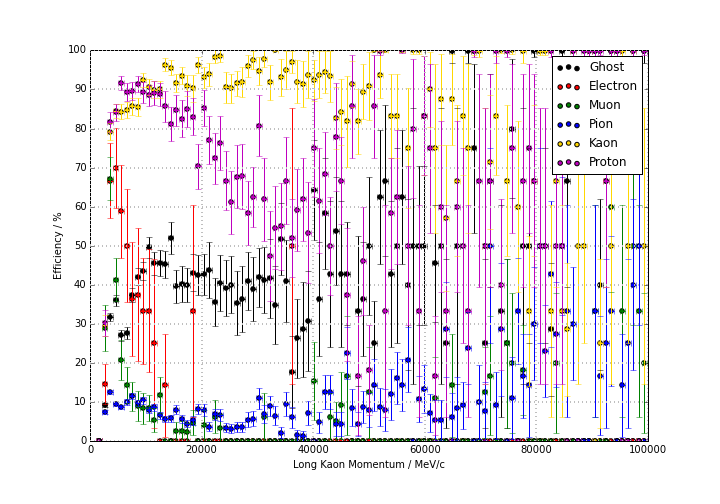 100
90
80
70
60
50
40
30
20
10
0
Efficiency / %
0
20000
40000
60000
80000
100000
Long Kaon Momentum / MeV/c
Ghost
Electron
Muon
Pion
Kaon
Proton